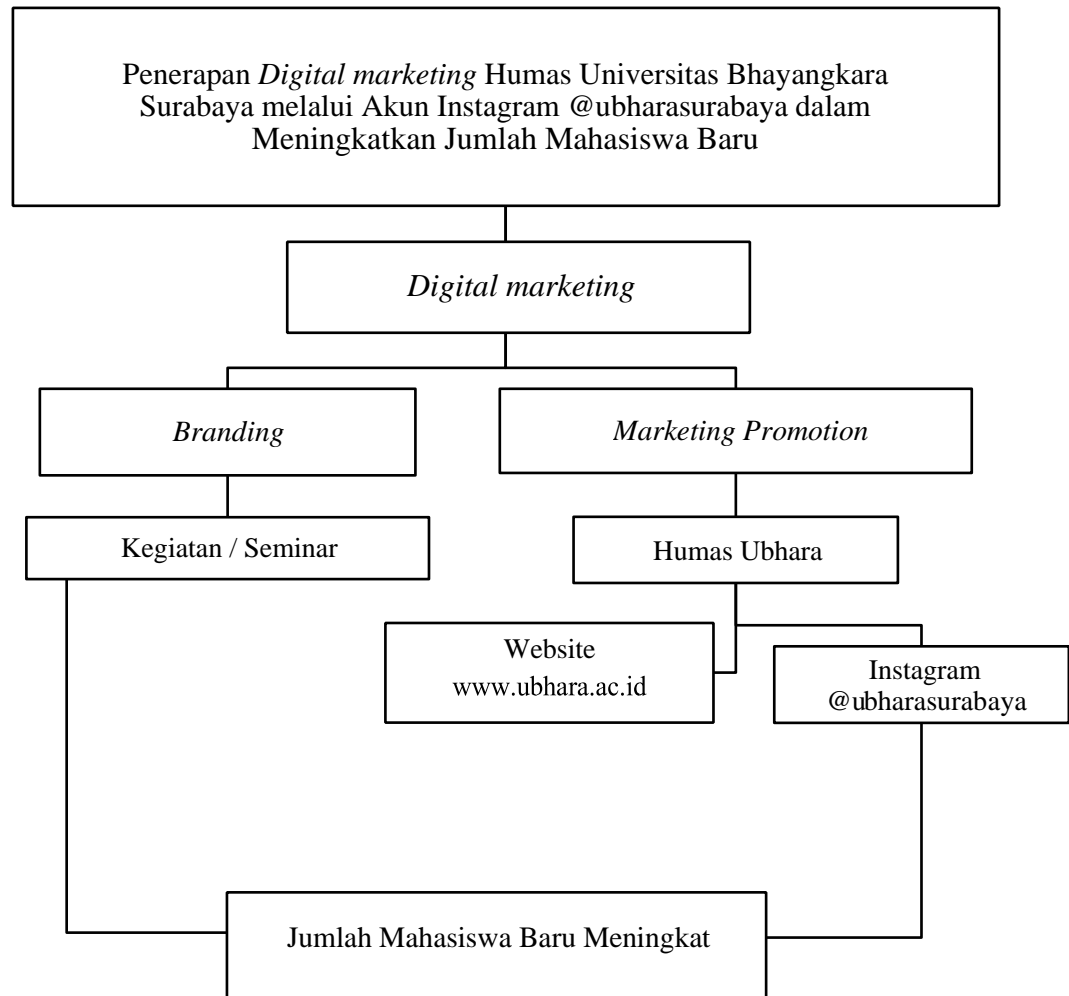 Penerapan Digital marketing Humas Universitas Bhayangkara
Surabaya melalui Akun Instagram @ubharasurabaya dalam
Meningkatkan Jumlah Mahasiswa Baru
Digital marketing
Branding
Marketing Promotion
Kegiatan / Seminar
Humas Ubhara
Website
www.ubhara.ac.id
Instagram
@ubharasurabaya
Jumlah Mahasiswa Baru Meningkat